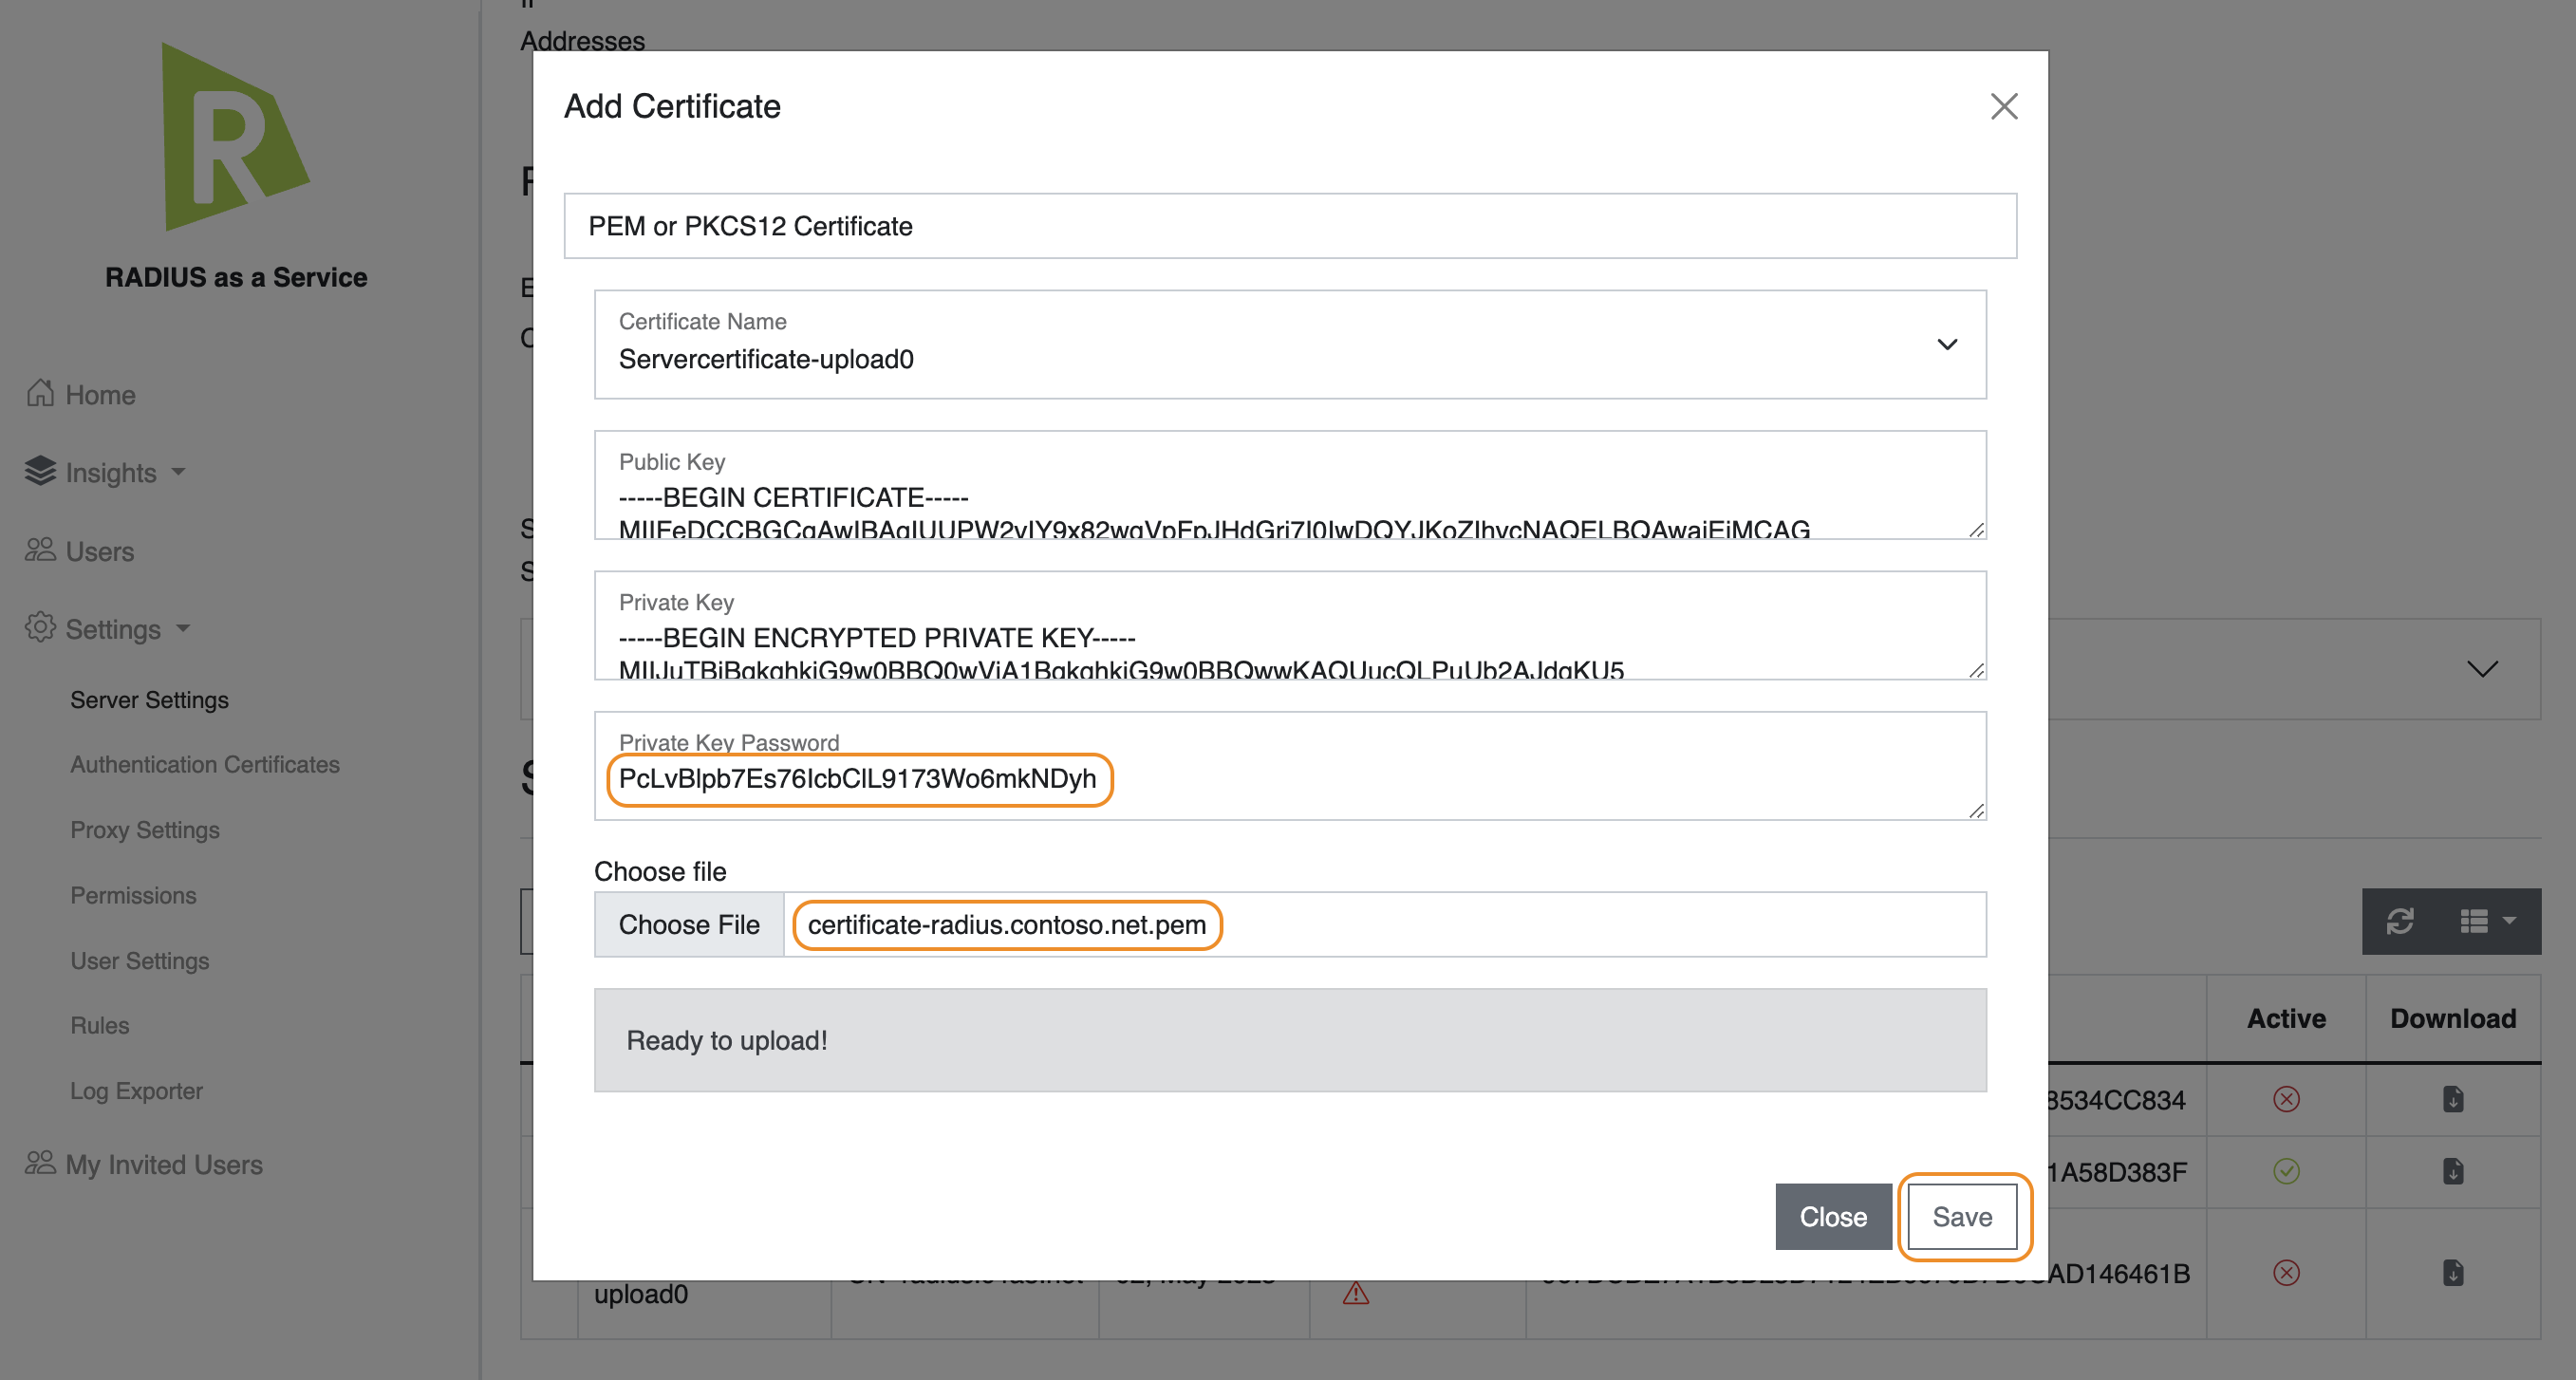 Addresses
R
RADIUS as a Service
Home
Insights
Users
Settings
Server Settings
Authentication Certificates
Proxy Settings
Permissions
User Settings
Rules
Log Exporter
My Invited Users
Add Certificate
PEM or PKCS12 Certificate
Certificate Name
Servercertificate-upload0
Public Key
-----BEGIN CERTIFICATE-----
Private Key
-----BEGIN ENCRYPTED PRIVATE KEY-----
Private Key Password
PcLvBlpb7Es76IcbClL9173Wo6mkNDyh
Choose file
Choose File
certificate-radius.contoso.net.pem
Ready to upload!
Close
Save
Active
Download
8534CC834
1A58D383F
AD146461B
upload0